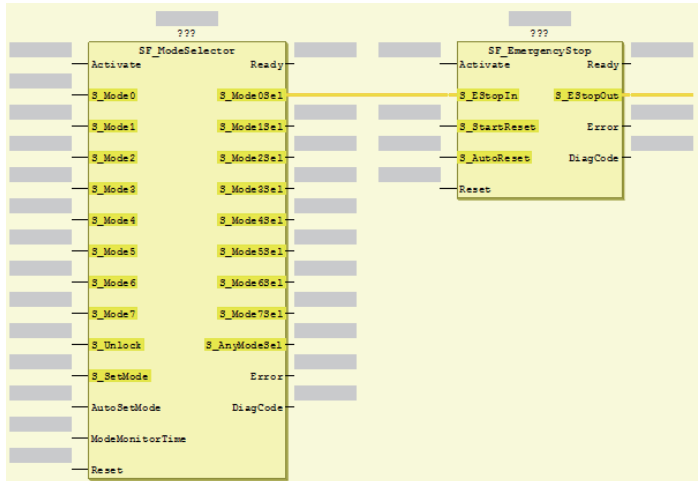 ???
SF_ModeSelector
Activate Ready
S_Mode0 S_Mode0Sel
S_Mode1 S_Mode1Sel
S_Mode2 S_Mode2Sel
S_Mode3 S_Mode3Sel
S_Mode4 S_Mode4Sel
S_Mode5 S_Mode5Sel
S_Mode6 S_Mode6Sel
S_Mode7 S_Mode7Sel
S_Unlock S_AnyModeSel
S_SetMode Error
AutoSetMode DiagCode
ModeMonitorTime
Reset
???
SF_EmergencyStop
Activate Ready
S_EStopIn S_EStopOut
S_StartReset Error
S_AutoReset DiagCode
Reset